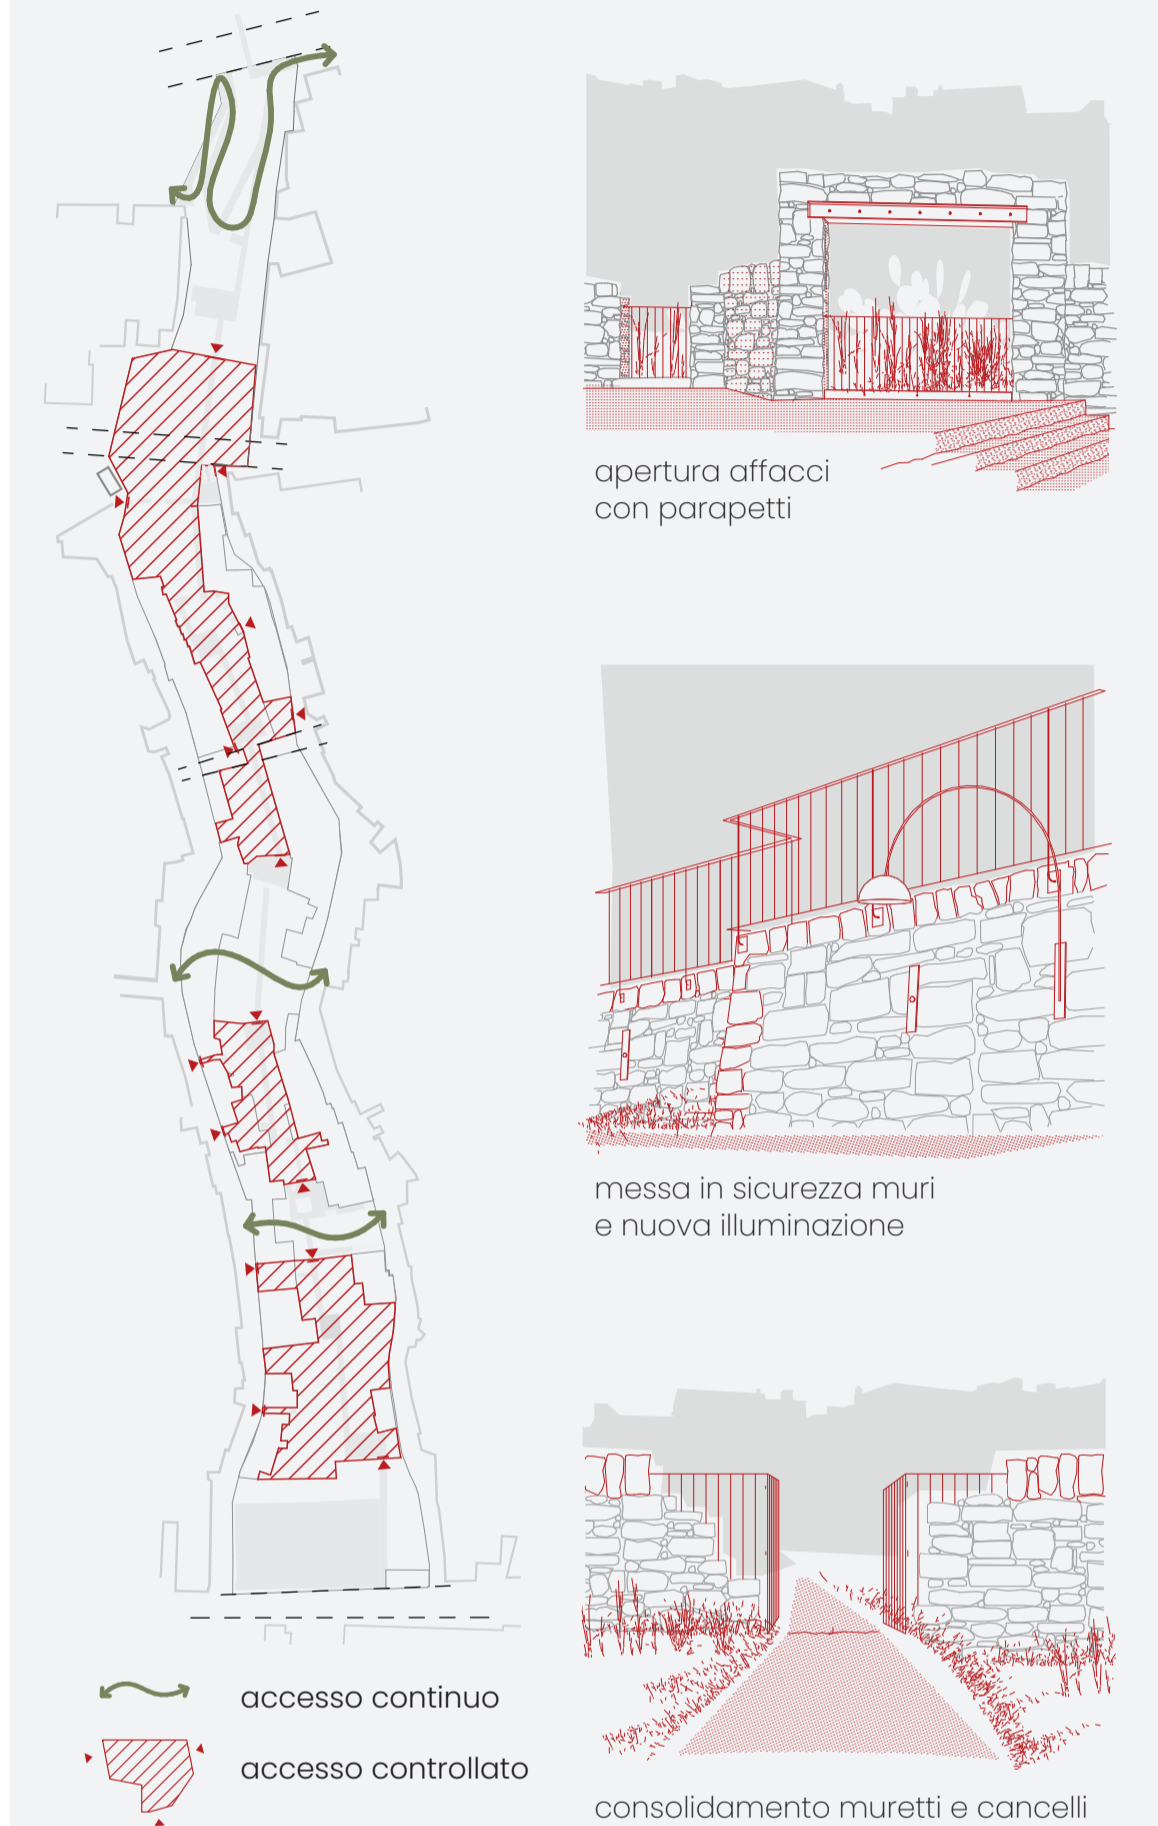 apertura affacci
con parapetti
messa in sicurezza muri
e nuova illuminazione
accesso continuo
accesso controllato
consolidamento muretti e cancelli